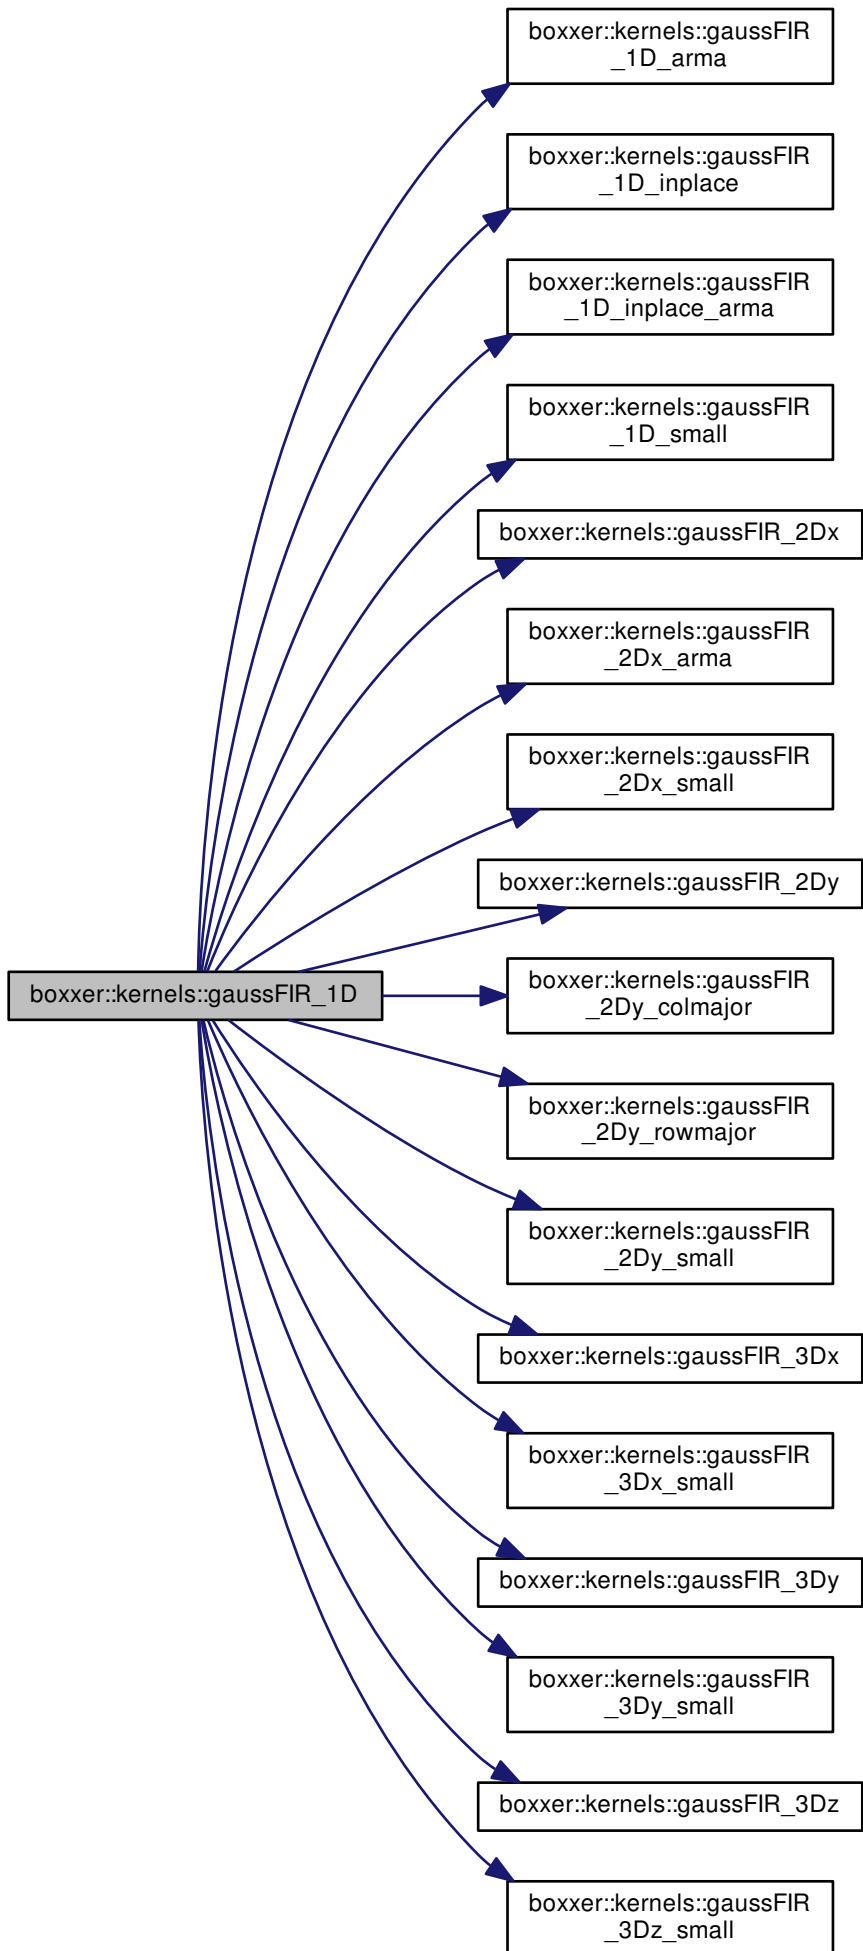 boxxer::kernels::gaussFIR
_1D_arma
boxxer::kernels::gaussFIR
_1D_inplace
boxxer::kernels::gaussFIR
_1D_inplace_arma
boxxer::kernels::gaussFIR
_1D_small
boxxer::kernels::gaussFIR_2Dx
boxxer::kernels::gaussFIR
_2Dx_arma
boxxer::kernels::gaussFIR
_2Dx_small
boxxer::kernels::gaussFIR_2Dy
boxxer::kernels::gaussFIR_1D
boxxer::kernels::gaussFIR
_2Dy_colmajor
boxxer::kernels::gaussFIR
_2Dy_rowmajor
boxxer::kernels::gaussFIR
_2Dy_small
boxxer::kernels::gaussFIR_3Dx
boxxer::kernels::gaussFIR
_3Dx_small
boxxer::kernels::gaussFIR_3Dy
boxxer::kernels::gaussFIR
_3Dy_small
boxxer::kernels::gaussFIR_3Dz
boxxer::kernels::gaussFIR
_3Dz_small